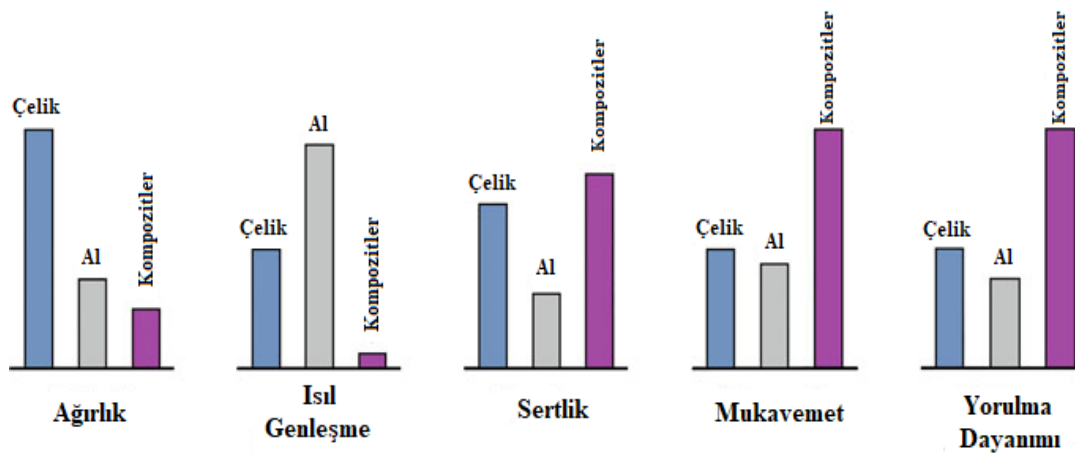 Çelik
Al
Kompozitler
Ağırlık
Çelik
Al
Kompozitler
Isıl
Genleşme
Çelik
Al
Kompozitler
Sertlik
Çelik
Al
Kompozitler
Mukavemet
Çelik
Al
Kompozitler
Yorulma
Dayanımı